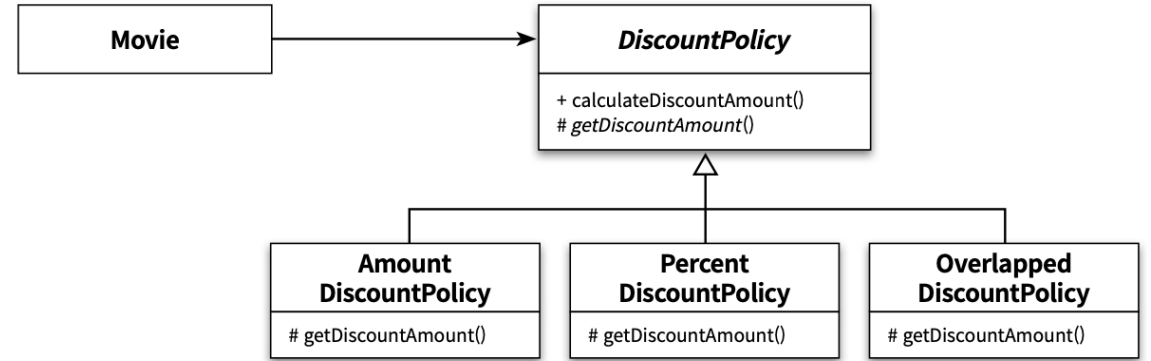 Movie
DiscountPolicy
+ calculateDiscountAmount()
# getDiscountAmount()
Amount
DiscountPolicy
# getDiscountAmount()
Percent
DiscountPolicy
# getDiscountAmount()
Overlapped
DiscountPolicy
# getDiscountAmount()